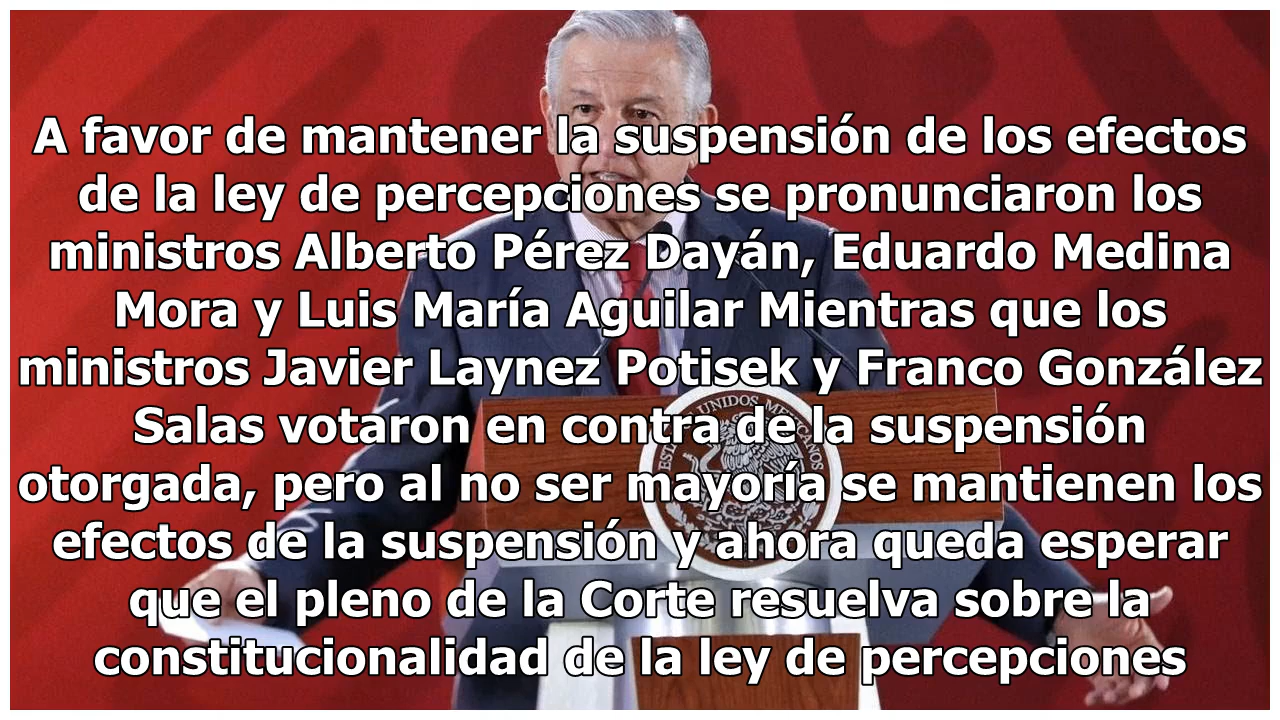 A favor de mantener la suspensión de los efectos
de la ley de percepciones se pronunciaron los
ministros Alberto Pérez Dayán, Eduardo Medina
Mora y Luis María Aguilar Mientras que los
ministros Javier Laynez Potisek y Franco González
Salas votaron en contra de la suspensión
otorgada, pero al no ser mayoría se mantienen los
efectos de la suspensión y ahora queda esperar
que el pleno de la Corte resuelva sobre la
constitucionalidad de la ley de percepciones
UNIDOS MEXICANOS